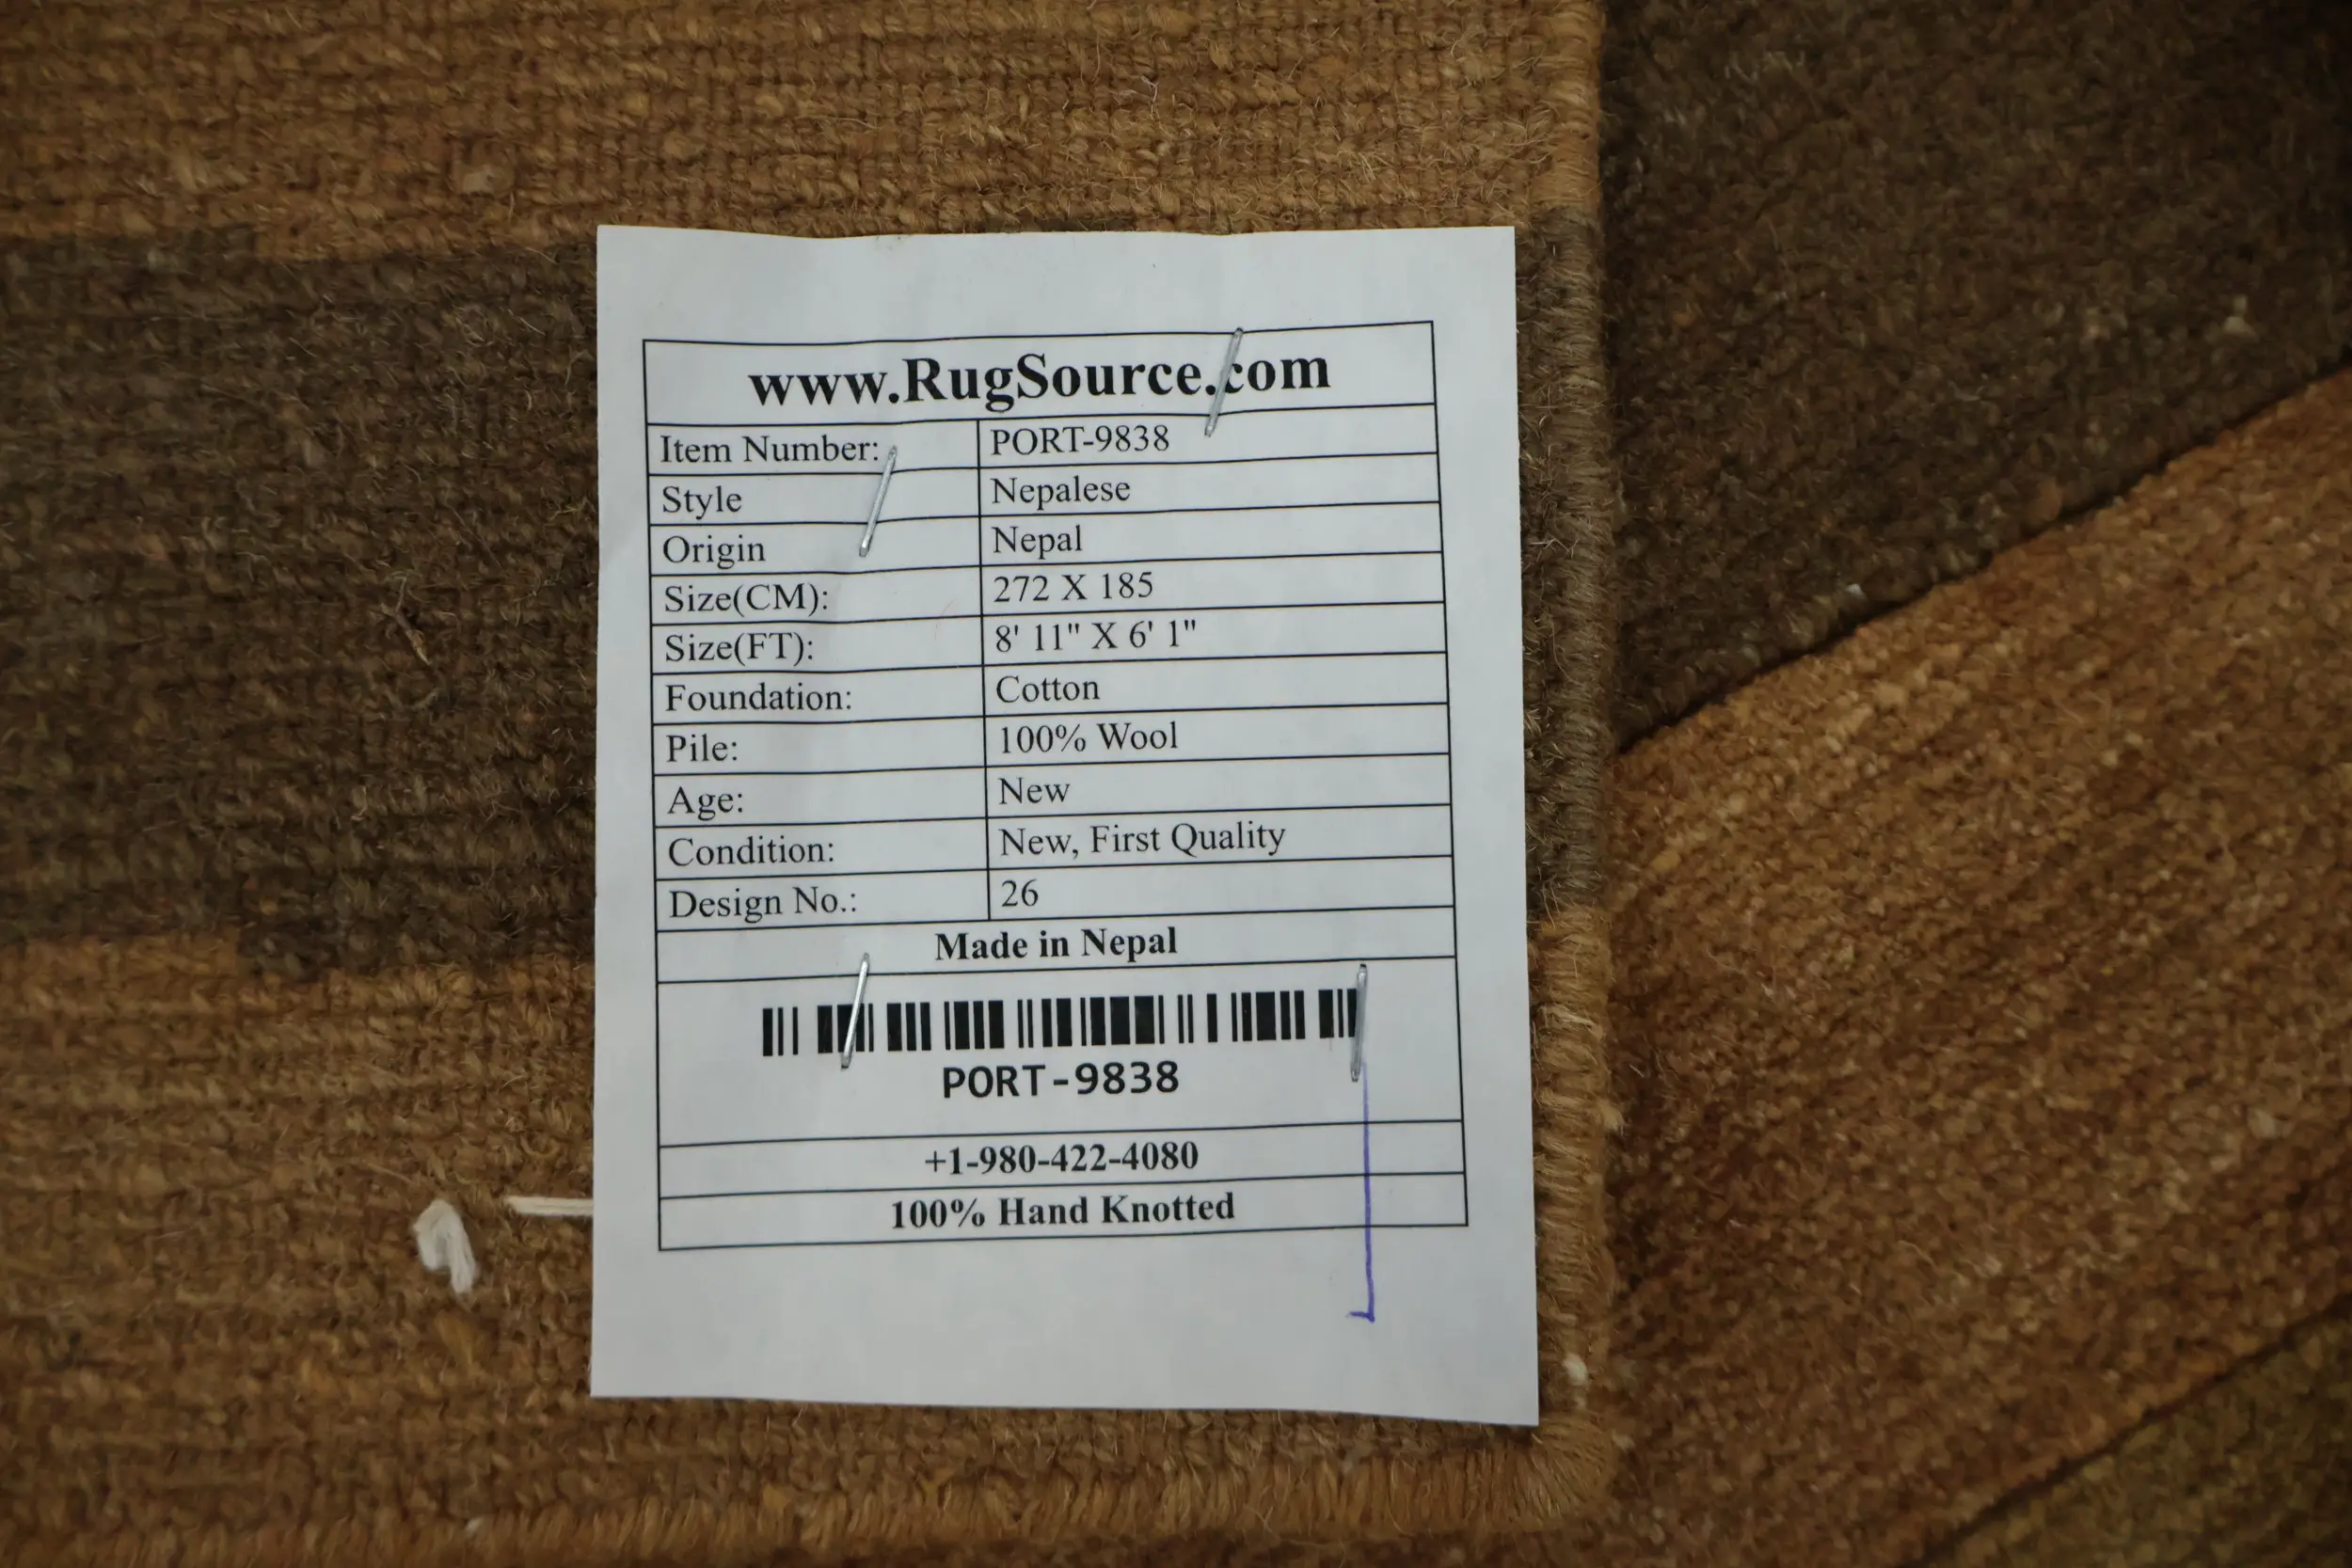 www.RugSource.com
Item Number: PORT-9838
Style Nepalese
Origin Nepal
Size(CM): 272 X 185
Size(FT): 8' 11" X 6' 1"
Foundation: Cotton
Pile: 100% Wool
Age: New
Condition: New, First Quality
Design No.: 26
Made in Nepal
PORT-9838
+1-980-422-4080
100% Hand Knotted